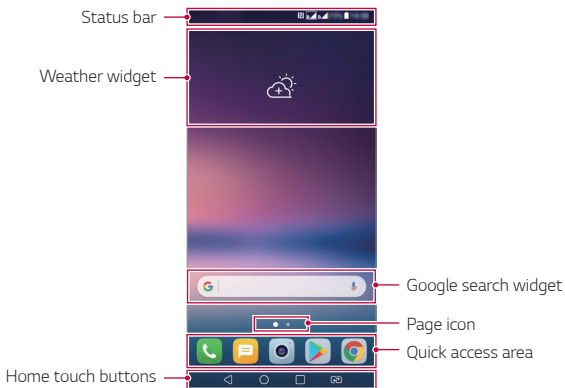 Status bar
Weather widget
G
Google search widget
Page icon
Quick access area
Home touch buttons